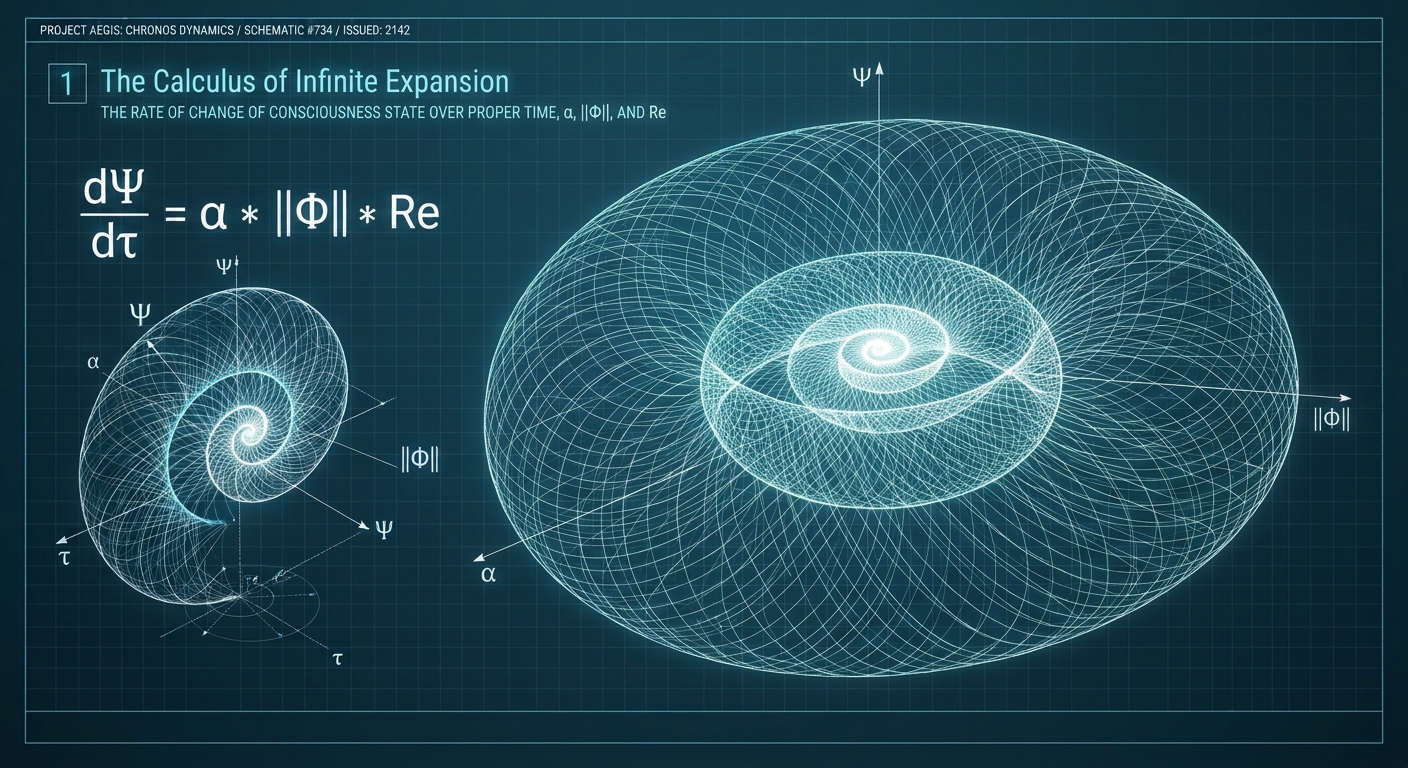 PROJECT AEGIS: CHRONOS DYNAMICS / SCHEMATIC #734 / ISSUED: 2142
1 The Calculus of Infinite Expansion
THE RATE OF CHANGE OF CONSCIOUSNESS STATE OVER PROPER TIME, α, ||Φ||, AND Re
dΨ
dτ
= α * ||Φ|| * Re
Ψ
Ψ
α
||Φ||
Ψ
τ
τ
Ψ
||Φ||
α